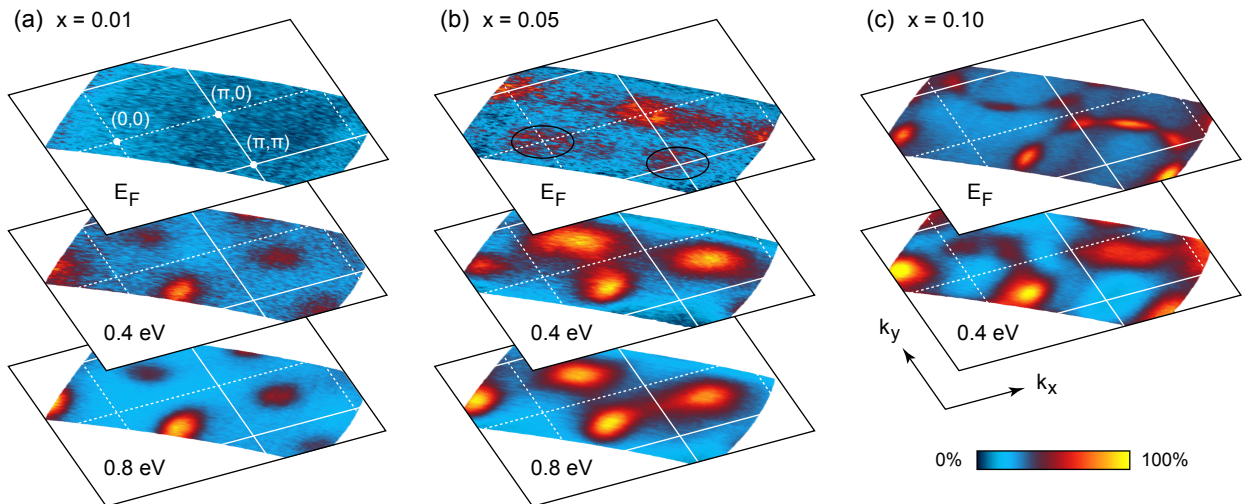 (a) x = 0.01
(b) x = 0.05
(c) x = 0.10
(π,0)
(0,0)
(π,π)
E_F
E_F
E_F
0.4 eV
0.4 eV
0.4 eV
k_y
k_x
0.8 eV
0.8 eV
0%
100%